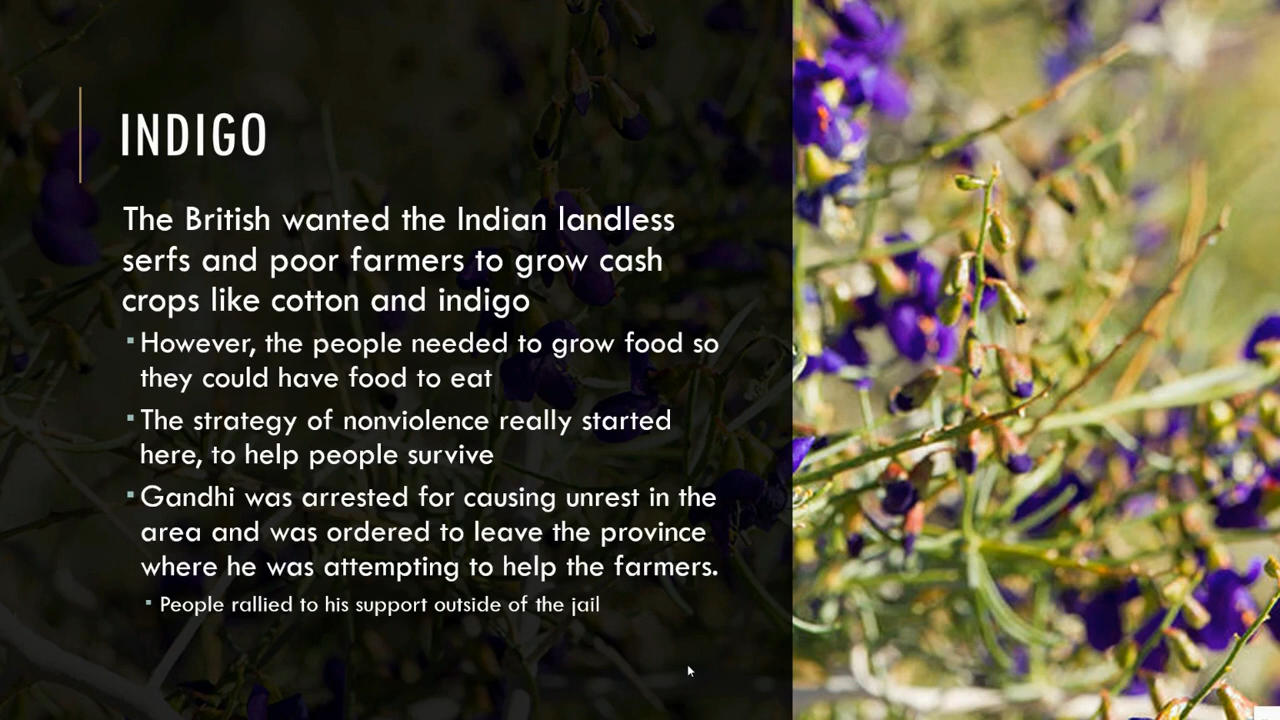 INDIGO
The British wanted the Indian landless
serfs and poor farmers to grow cash
crops like cotton and indigo
However, the people needed to grow food so
they could have food to eat
The strategy of nonviolence really started
here, to help people survive
Gandhi was arrested for causing unrest in the
area and was ordered to leave the province
where he was attempting to help the farmers.
People rallied to his support outside of the jail